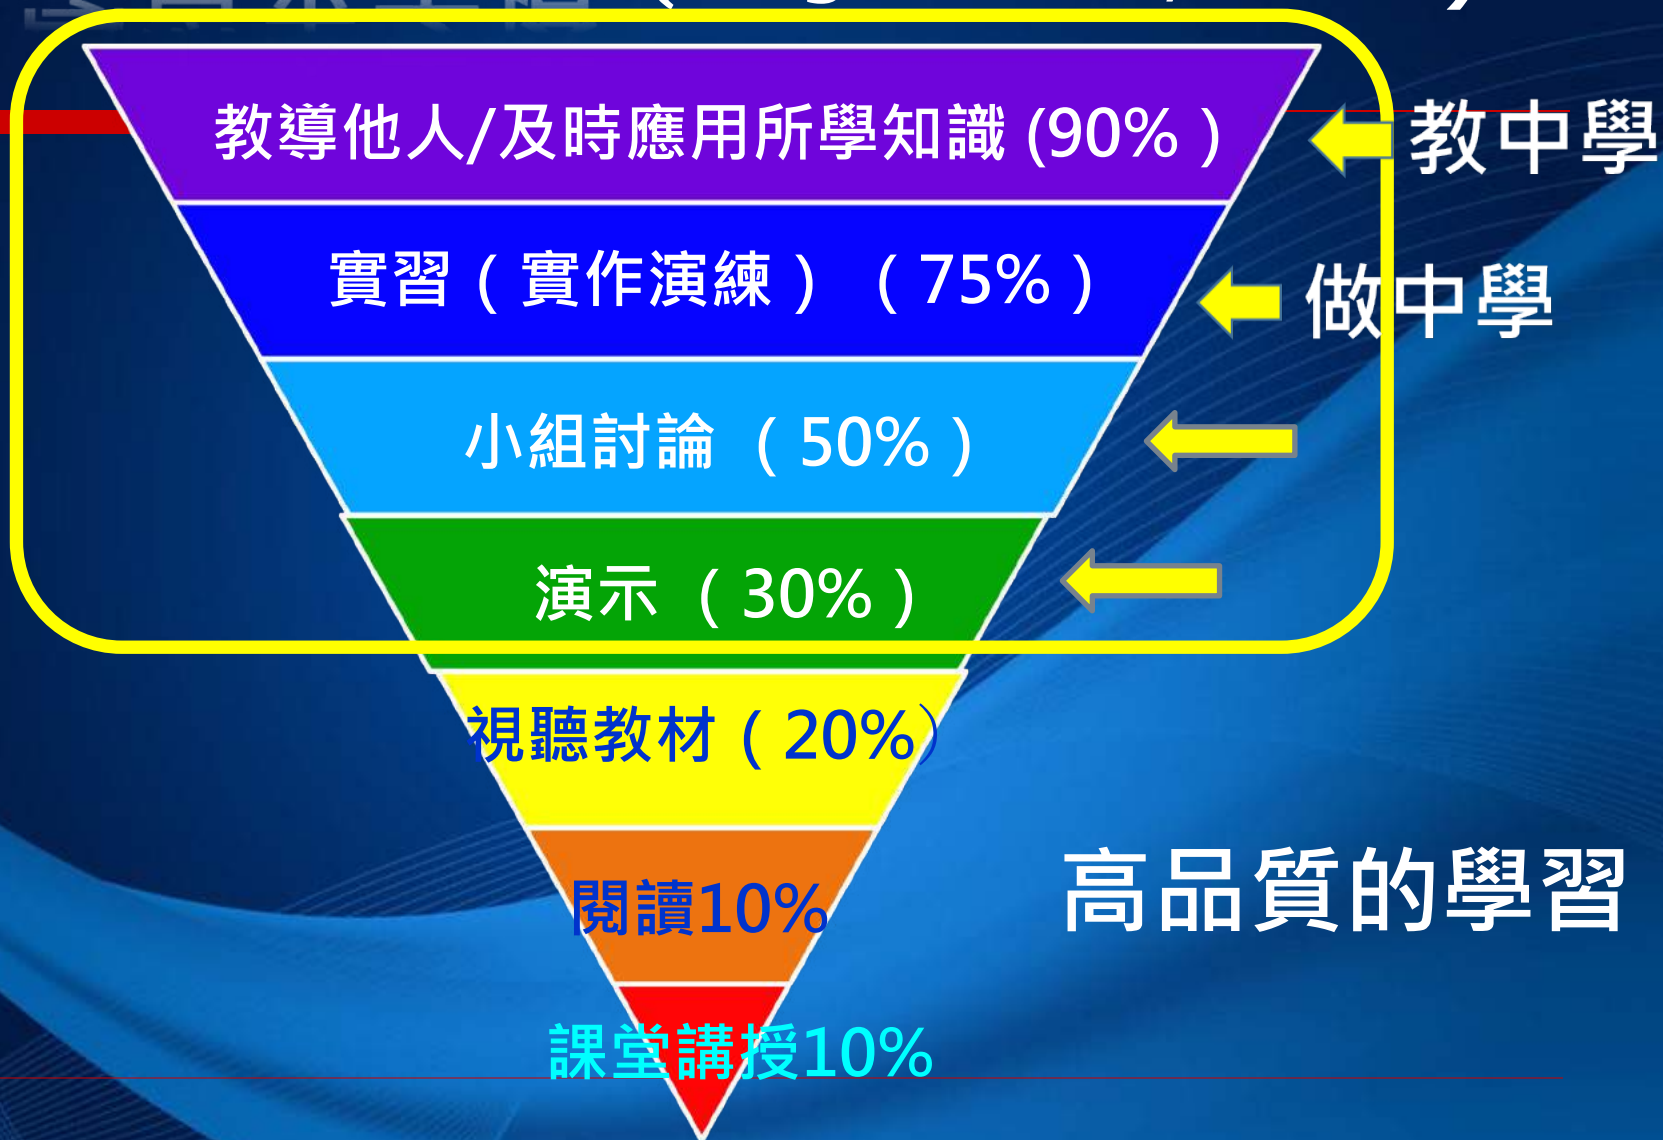 教導他人/及時應用所學知識 (90% )
教中學
實習 ( 實作演練 ) ( 75% )
做中學
小組討論 ( 50% )
演示 ( 30% )
視聽教材 ( 20%)
閱讀10%
高品質的學習
課堂講授10%